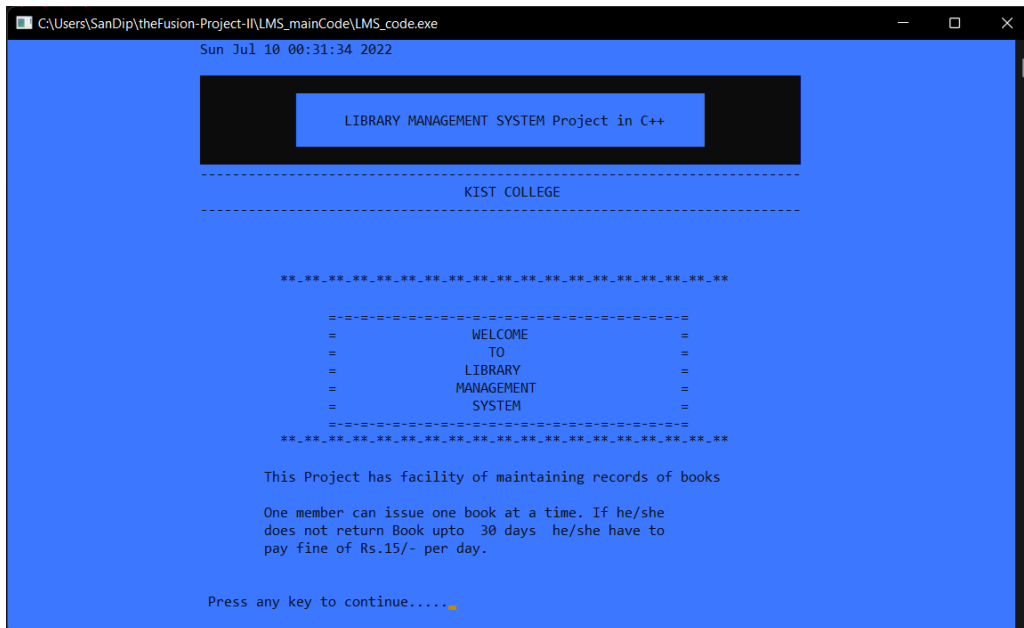 C:\Users\SanDip\theFusion-Project-II\LMS_mainCode\LMS_code.exe
Sun Jul 10 00:31:34 2022
LIBRARY MANAGEMENT SYSTEM Project in C++
---------------------------------------------------------------------------
KIST COLLEGE
---------------------------------------------------------------------------
**-**-**-**-**-**-**-**-**-**-**-**-**-**-**-**-**-**-**
=-=-=-=-=-=-=-=-=-=-=-=-=-=-=-=-=-=-=-=-=-=-=
= WELCOME =
= TO =
= LIBRARY =
= MANAGEMENT =
= SYSTEM =
=-=-=-=-=-=-=-=-=-=-=-=-=-=-=-=-=-=-=-=-=-=-=
**-**-**-**-**-**-**-**-**-**-**-**-**-**-**-**-**-**-**
This Project has facility of maintaining records of books
One member can issue one book at a time. If he/she
does not return Book upto  30 days  he/she have to
pay fine of Rs.15/- per day.
Press any key to continue.....